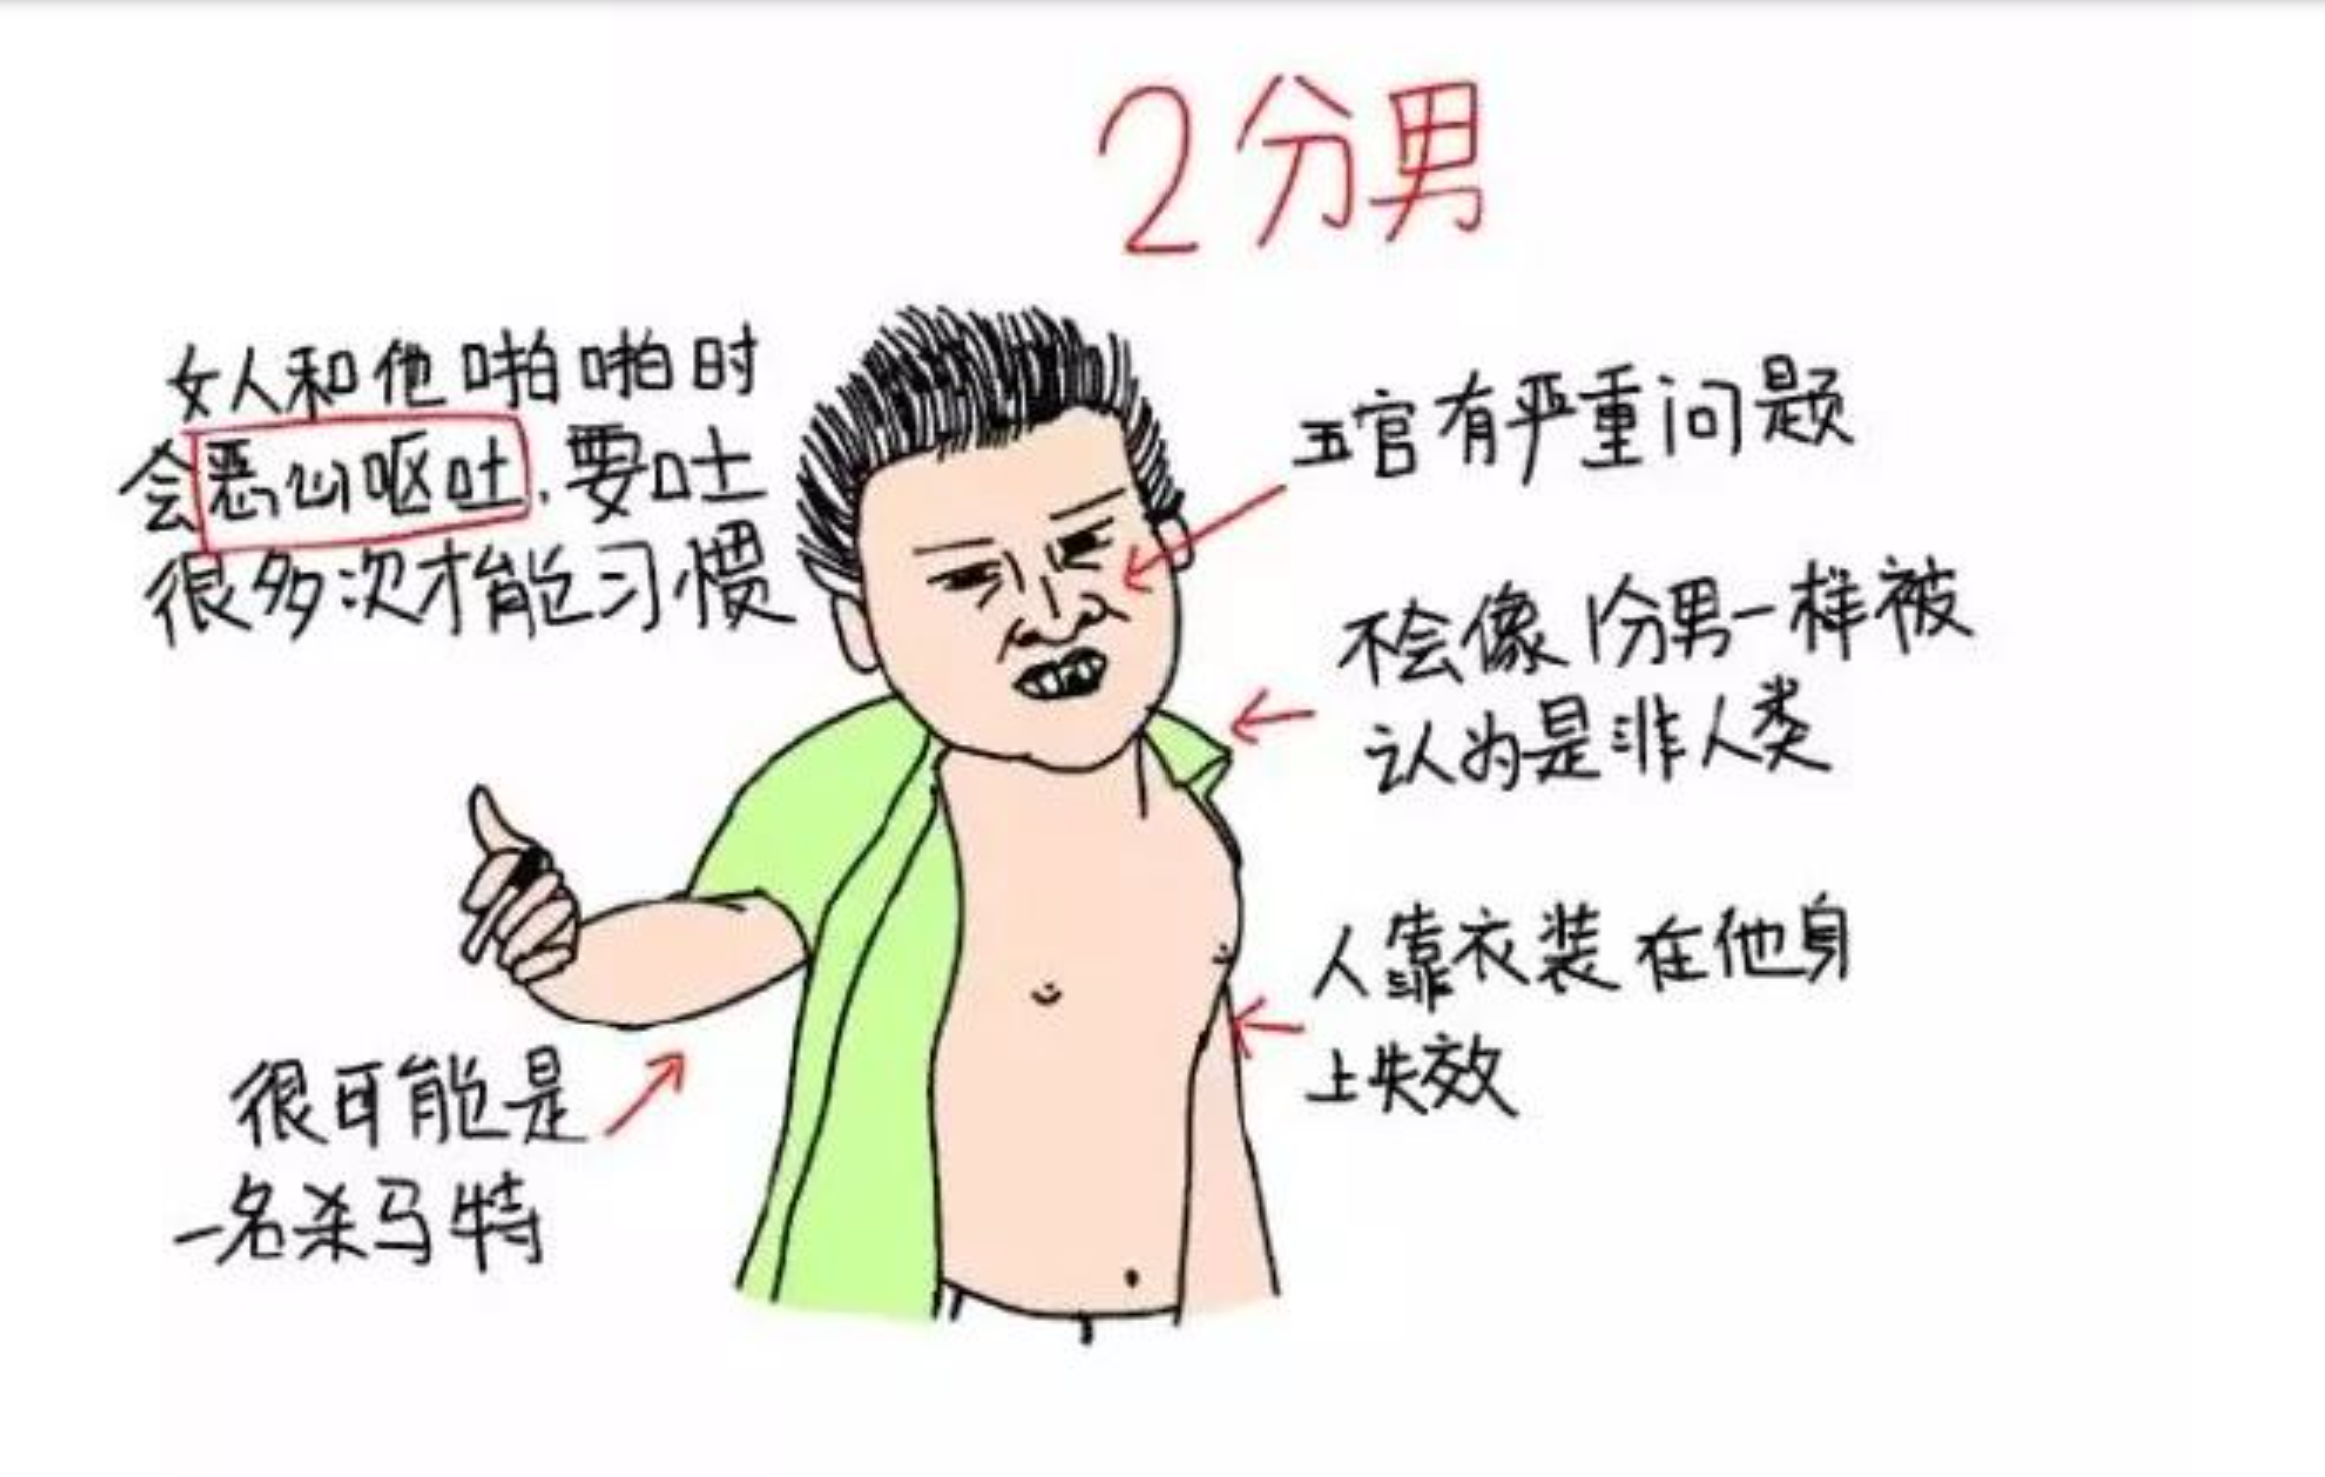 2分男
女人和他啪啪时
会恶心呕吐,要吐
很多次才能习惯
五官有严重问题
不会像1分男一样被
认为是非人类
人靠衣装在他身
上失效
很可能是
一名杀马特